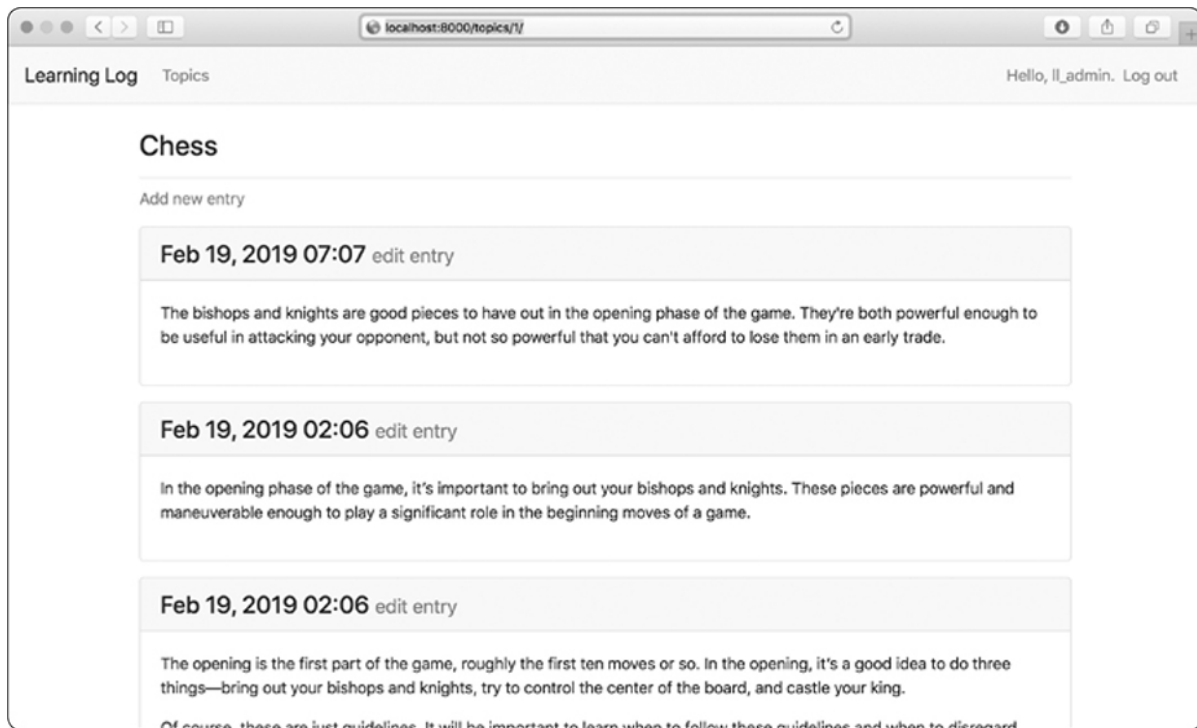 localhost:8000/topics/1/
Learning Log Topics Hello, ll_admin. Log out
Chess
Add new entry
Feb 19, 2019 07:07 edit entry
The bishops and knights are good pieces to have out in the opening phase of the game. They're both powerful enough to
be useful in attacking your opponent, but not so powerful that you can't afford to lose them in an early trade.
Feb 19, 2019 02:06 edit entry
In the opening phase of the game, it's important to bring out your bishops and knights. These pieces are powerful and
maneuverable enough to play a significant role in the beginning moves of a game.
Feb 19, 2019 02:06 edit entry
The opening is the first part of the game, roughly the first ten moves or so. In the opening, it's a good idea to do three
things—bring out your bishops and knights, try to control the center of the board, and castle your king.
Of course, these are just guidelines. It will be important to learn when to follow these guidelines and when to disregard